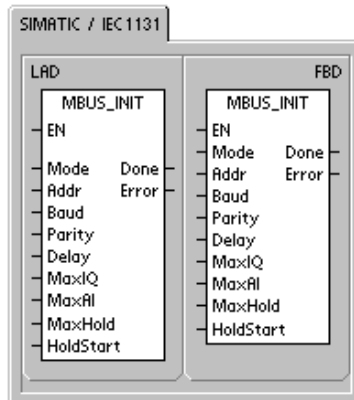 SIMATIC / IEC1131
LAD
MBUS_INIT
EN
Mode Done
Addr Error
Baud
Parity
Delay
MaxIQ
MaxAI
MaxHold
HoldStart
FBD
MBUS_INIT
EN
Mode Done
Addr Error
Baud
Parity
Delay
MaxIQ
MaxAI
MaxHold
HoldStart